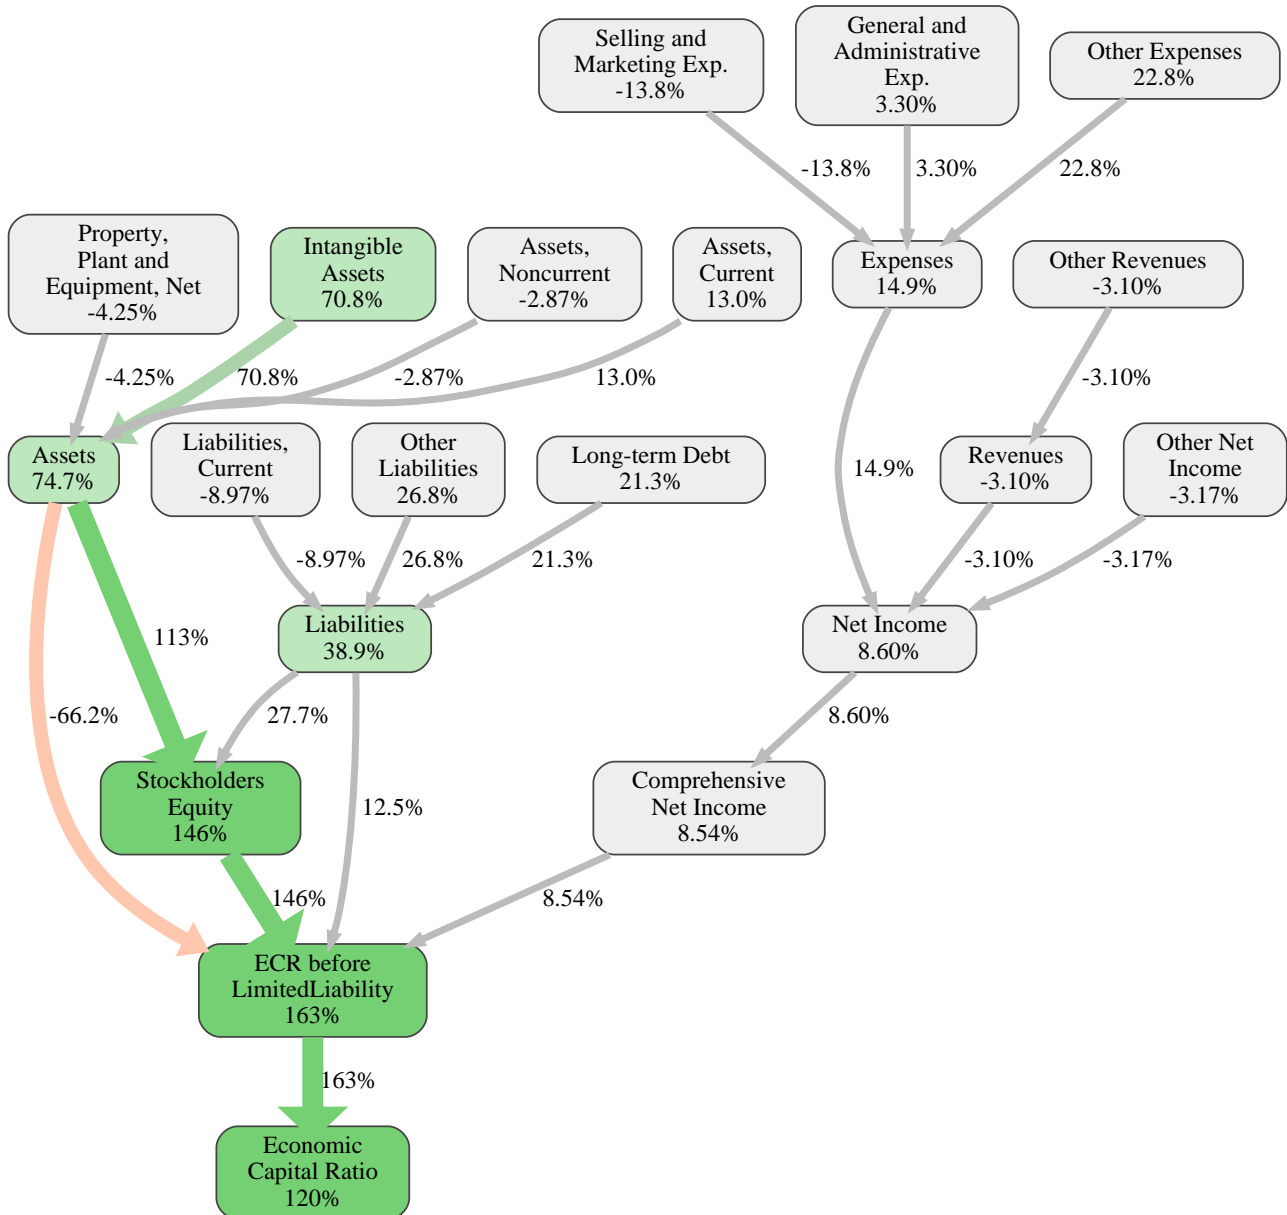 Selling and
Marketing Exp.
-13.8%
General and
Administrative
Exp.
3.30%
Other Expenses
22.8%
-13.8%
3.30%
22.8%
Property,
Plant and
Equipment, Net
-4.25%
Intangible
Assets
70.8%
Assets,
Noncurrent
-2.87%
Assets,
Current
13.0%
Expenses
14.9%
Other Revenues
-3.10%
-4.25%
70.8%
-2.87%
13.0%
-3.10%
Assets
74.7%
Liabilities,
Current
-8.97%
Other
Liabilities
26.8%
Long-term Debt
21.3%
14.9%
Revenues
-3.10%
Other Net
Income
-3.17%
-8.97%
26.8%
21.3%
-3.10%
-3.17%
113%
Liabilities
38.9%
Net Income
8.60%
-66.2%
27.7%
8.60%
Stockholders
Equity
146%
12.5%
Comprehensive
Net Income
8.54%
146%
8.54%
ECR before
LimitedLiability
163%
163%
Economic
Capital Ratio
120%